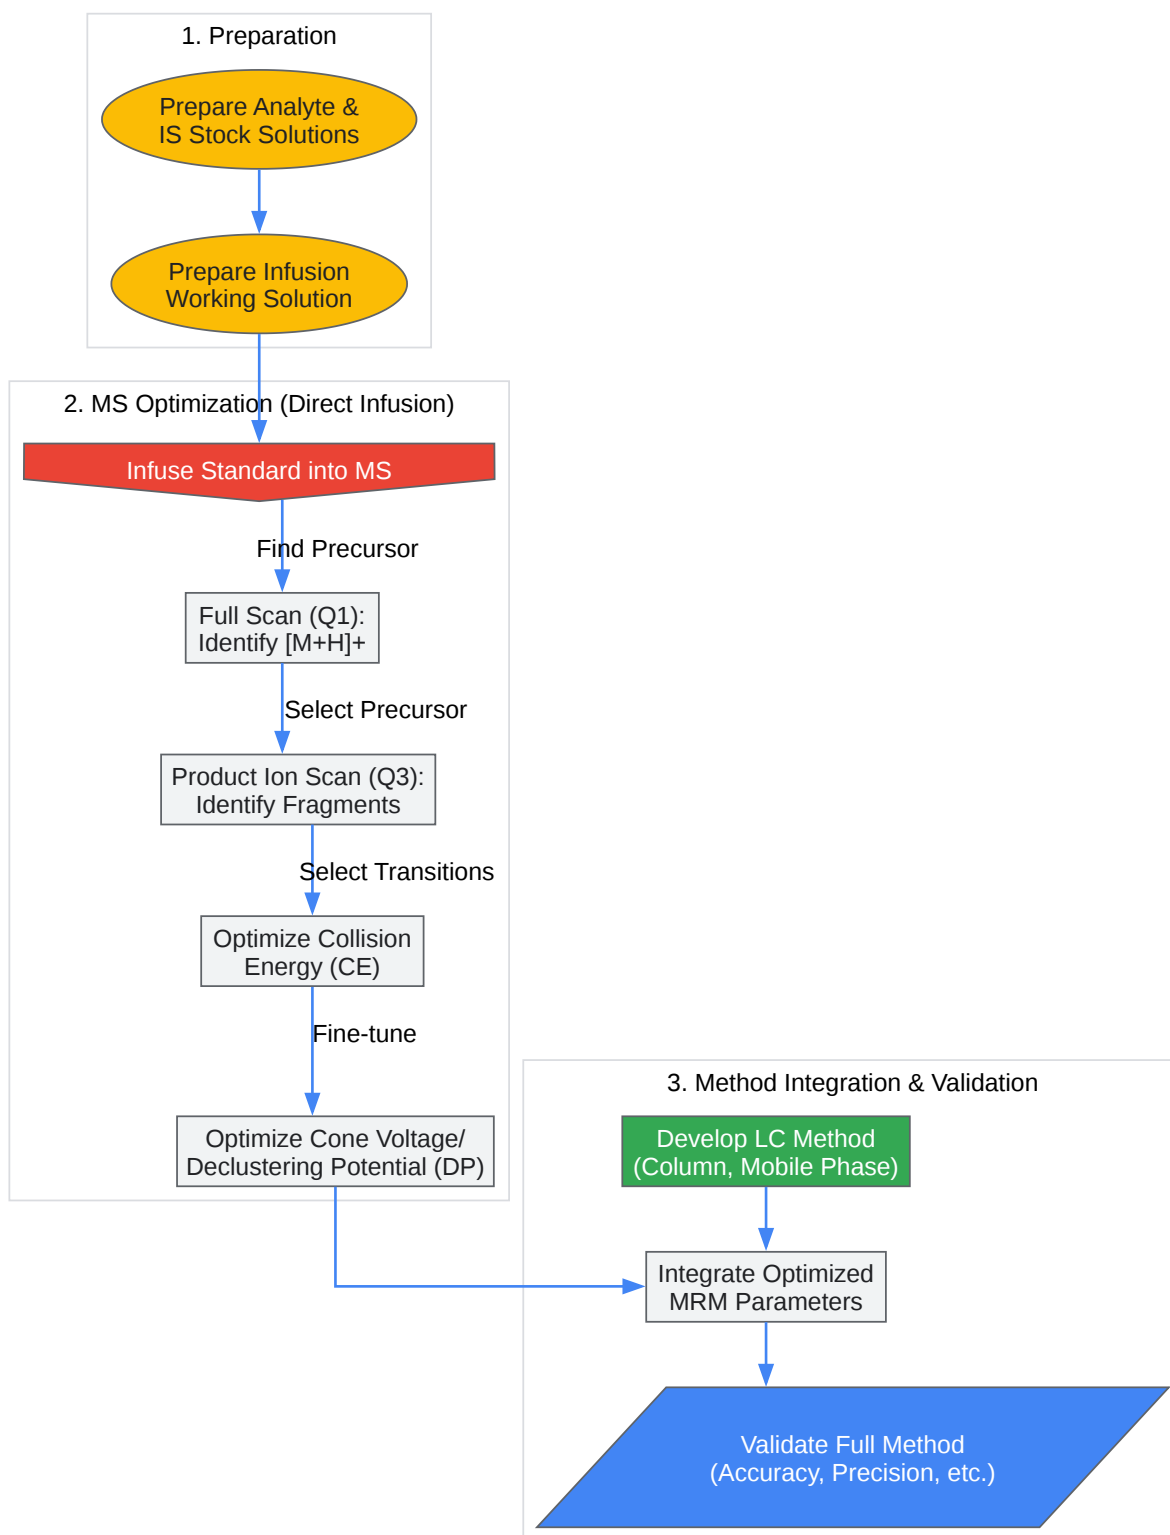 1. Preparation
Prepare Analyte &
IS Stock Solutions
Prepare Infusion
Working Solution
2. MS Optimization (Direct Infusion)
Infuse Standard into MS
Find Precursor
Full Scan (Q1):
Identify [M+H]+
Select Precursor
Product Ion Scan (Q3):
Identify Fragments
Select Transitions
Optimize Collision
Energy (CE)
Fine-tune
Optimize Cone Voltage/
Declustering Potential (DP)
3. Method Integration & Validation
Develop LC Method
(Column, Mobile Phase)
Integrate Optimized
MRM Parameters
Validate Full Method
(Accuracy, Precision, etc.)